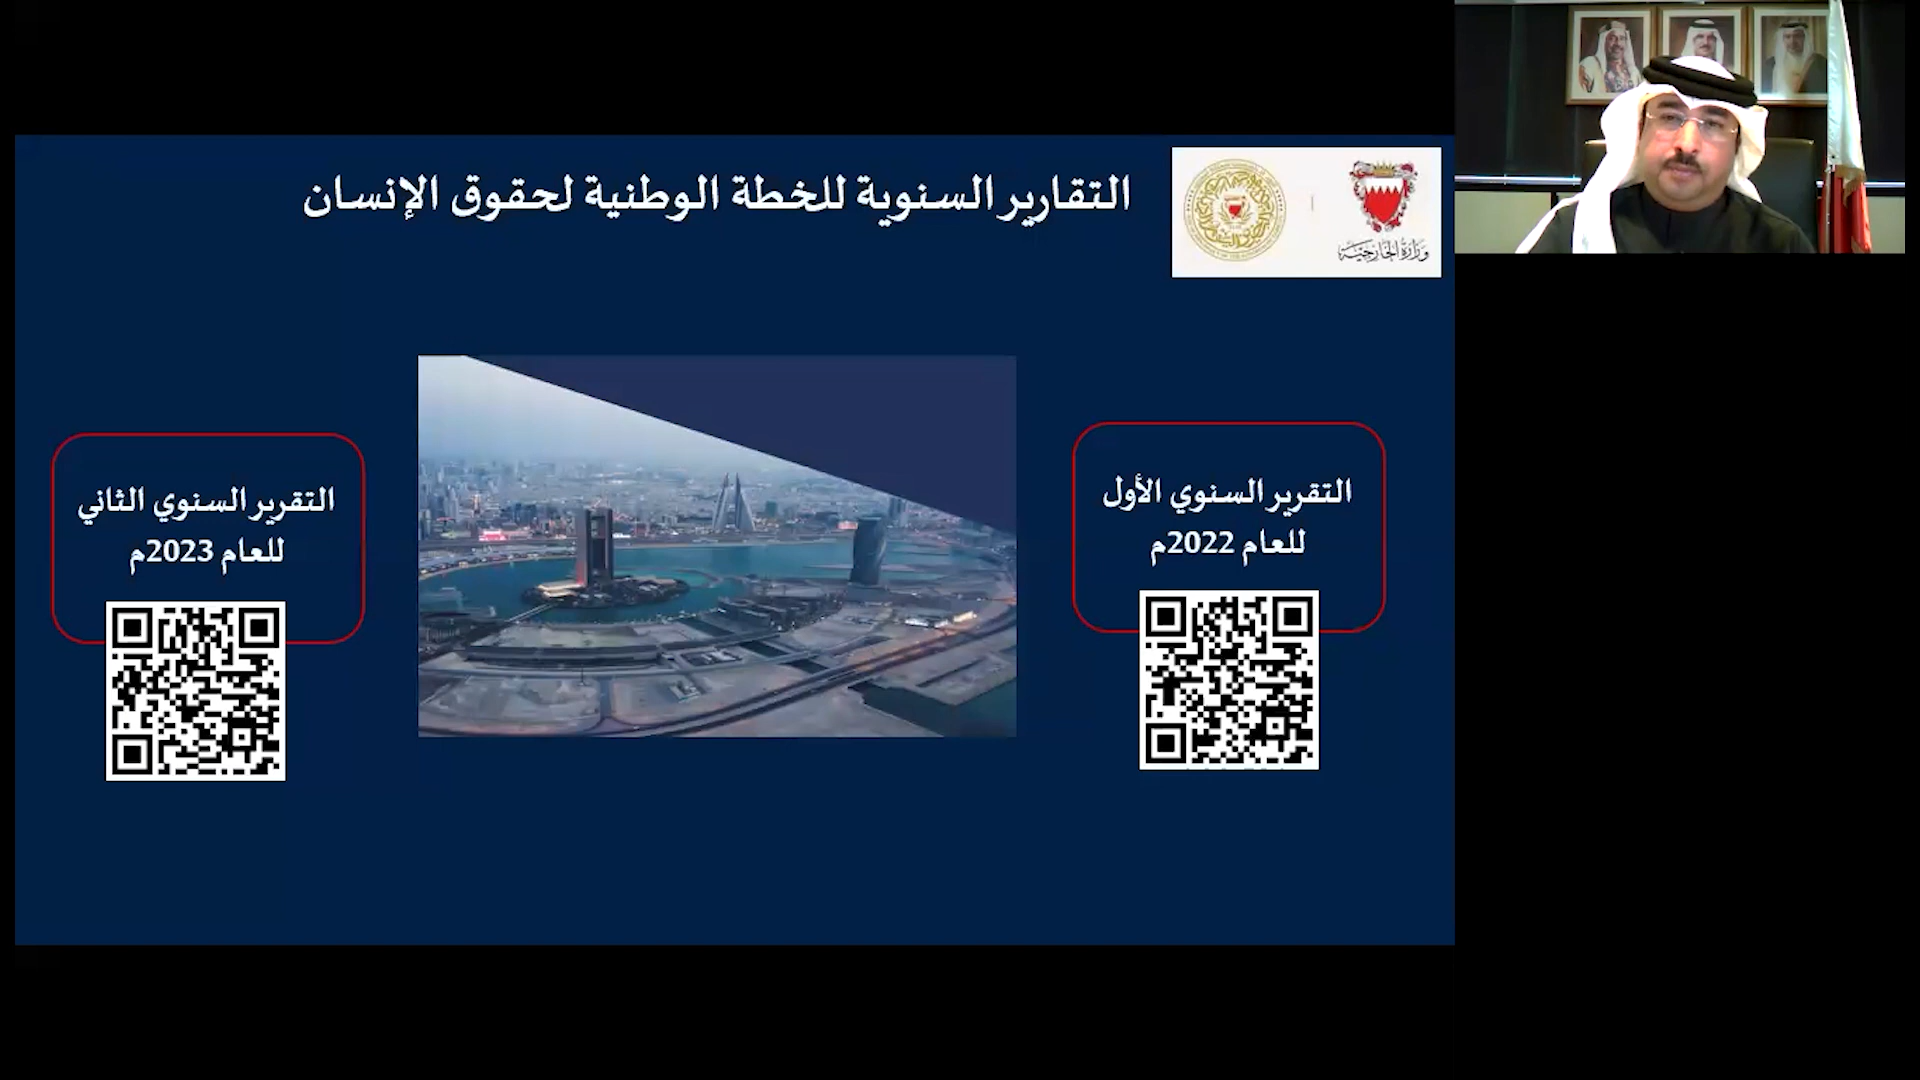 التقارير السنوية للخطة الوطنية لحقوق الإنسان
وزارة الخارجية
التقرير السنوي الأول
للعام 2022م
التقرير السنوي الثاني
للعام 2023م